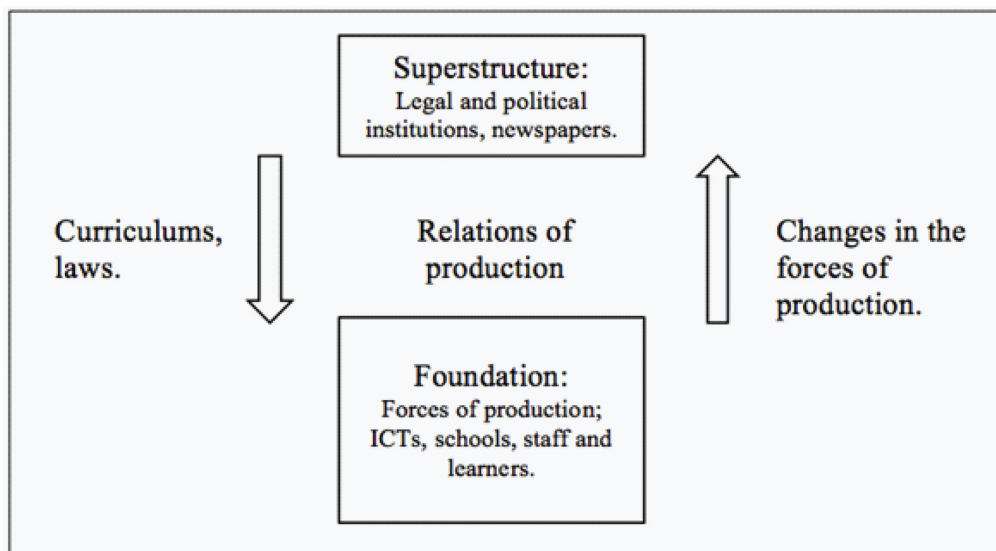 Superstructure:
Legal and political
institutions, newspapers.
Curriculums,
laws.
Relations of
production
Changes in the
forces of
production.
Foundation:
Forces of production;
ICTs, schools, staff and
learners.